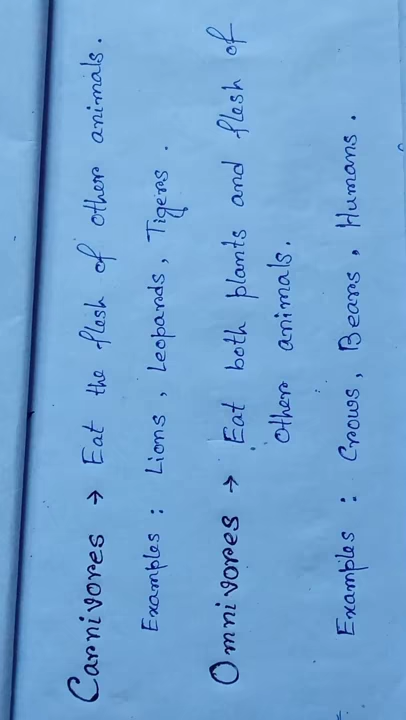 Carnivores → Eat the flesh of other animals.
Examples : Lions, Leopards, Tigers.
Omnivores → Eat both plants and flesh of
other animals.
Examples : Crows, Bears, Humans.